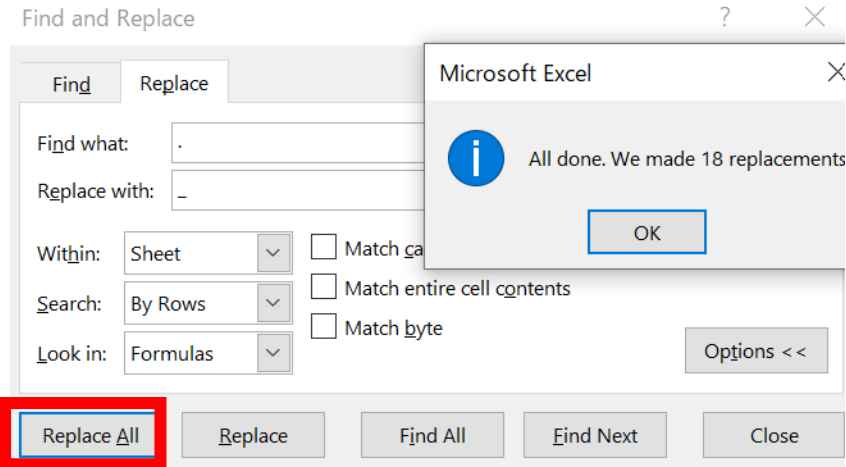 Find and Replace
?
Microsoft Excel
Find
Replace
Find what: .
All done. We made 18 replacements
Replace with: _
OK
Within: Sheet
Match ca
Match entire cell contents
Search: By Rows
Match byte
Look in: Formulas
Options <<
Replace All
Replace
Find All
Find Next
Close